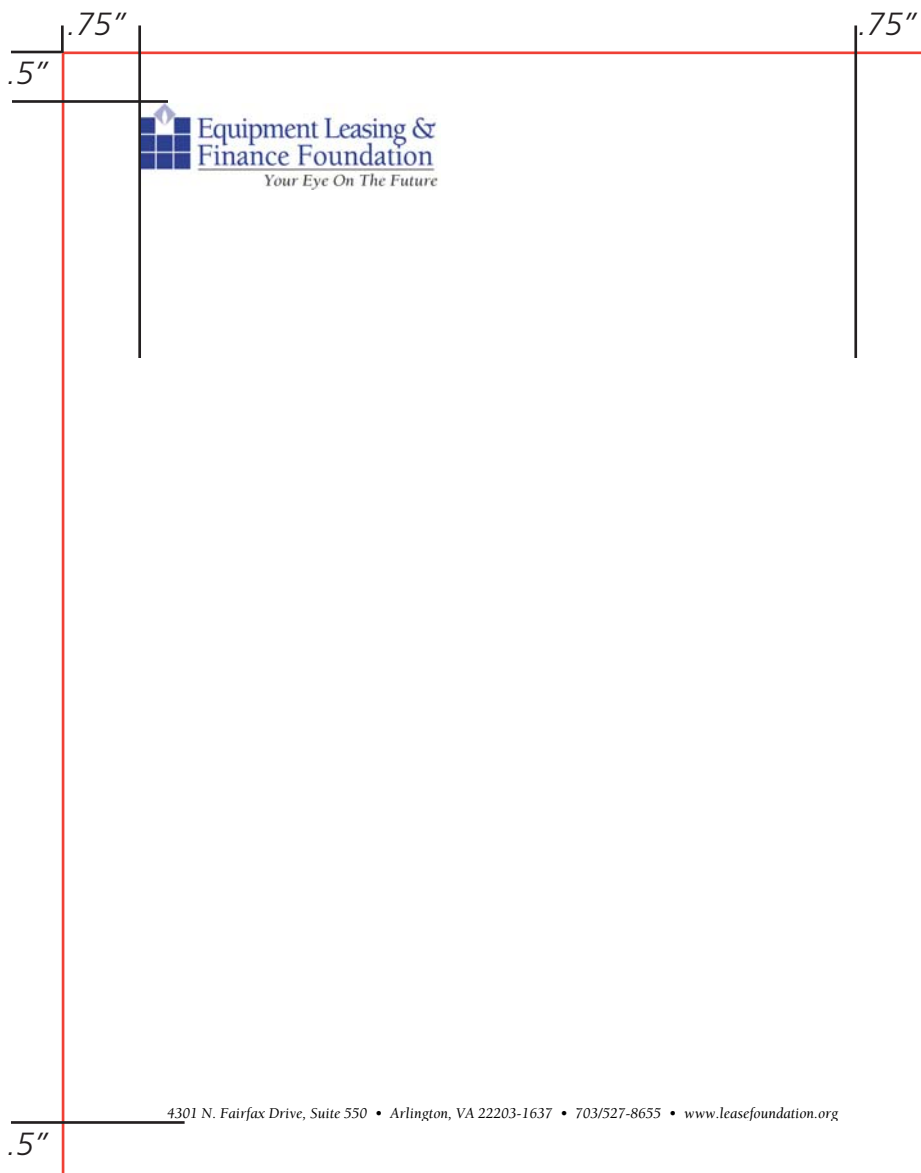 .75″ .75″
.5″
Equipment Leasing &
Finance Foundation
Your Eye On The Future
4301 N. Fairfax Drive, Suite 550 • Arlington, VA 22203-1637 • 703/527-8655 • www.leasefoundation.org
.5″